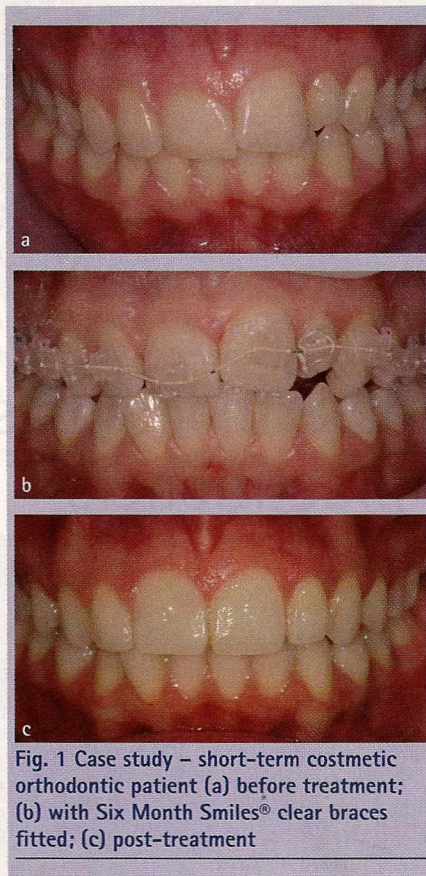 a
b
c
Fig. 1 Case study – short-term costmetic
orthodontic patient (a) before treatment;
(b) with Six Month Smiles® clear braces
fitted; (c) post-treatment